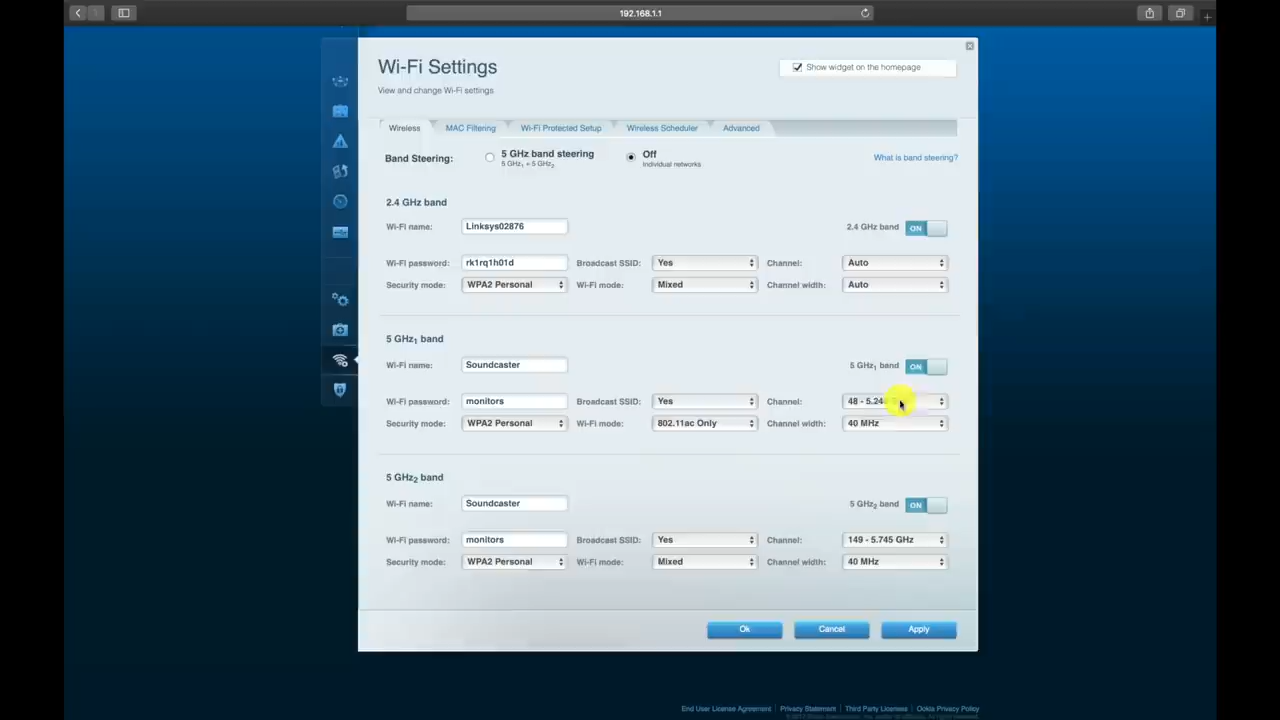 192.168.1.1
Wi-Fi Settings
Show widget on the homepage
View and change Wi-Fi settings
Wireless MAC Filtering Wi-Fi Protected Setup Wireless Scheduler Advanced
Band Steering: 5 GHz band steering Off What is band steering?
5 GHz₁ + 5 GHz₂ Individual networks
2.4 GHz band
Wi-Fi name: Linksys02876 2.4 GHz band ON
Wi-Fi password: rk1rq1h01d Broadcast SSID: Yes Channel: Auto
Security mode: WPA2 Personal Wi-Fi mode: Mixed Channel width: Auto
5 GHz₁ band
Wi-Fi name: Soundcaster 5 GHz₁ band ON
Wi-Fi password: monitors Broadcast SSID: Yes Channel: 48 - 5.24
Security mode: WPA2 Personal Wi-Fi mode: 802.11ac Only Channel width: 40 MHz
5 GHz₂ band
Wi-Fi name: Soundcaster 5 GHz₂ band ON
Wi-Fi password: monitors Broadcast SSID: Yes Channel: 149 - 5.745 GHz
Security mode: WPA2 Personal Wi-Fi mode: Mixed Channel width: 40 MHz
Ok Cancel Apply
End User License Agreement | Privacy Statement | Third Party Licenses | Ookla Privacy Policy